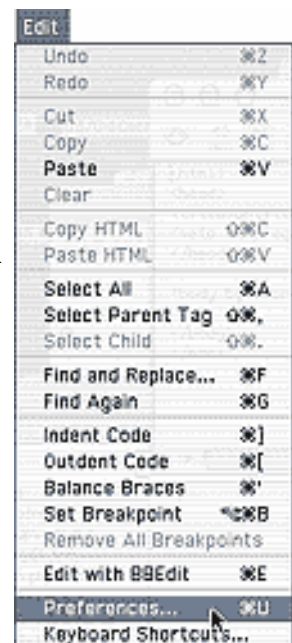 Edit
Undo ⌘Z
Redo ⌘Y
Cut ⌘X
Copy ⌘C
Paste ⌘V
Clear
Copy HTML ⇧⌘C
Paste HTML ⇧⌘V
Select All ⌘A
Select Parent Tag ⇧⌘,
Select Child ⇧⌘.
Find and Replace... ⌘F
Find Again ⌘G
Indent Code ⌘]
Outdent Code ⌘[
Balance Braces ⌘'
Set Breakpoint ⌥⌘B
Remove All Breakpoints
Edit with BBEdit ⌘E
Preferences... ⌘U
Keyboard Shortcuts...